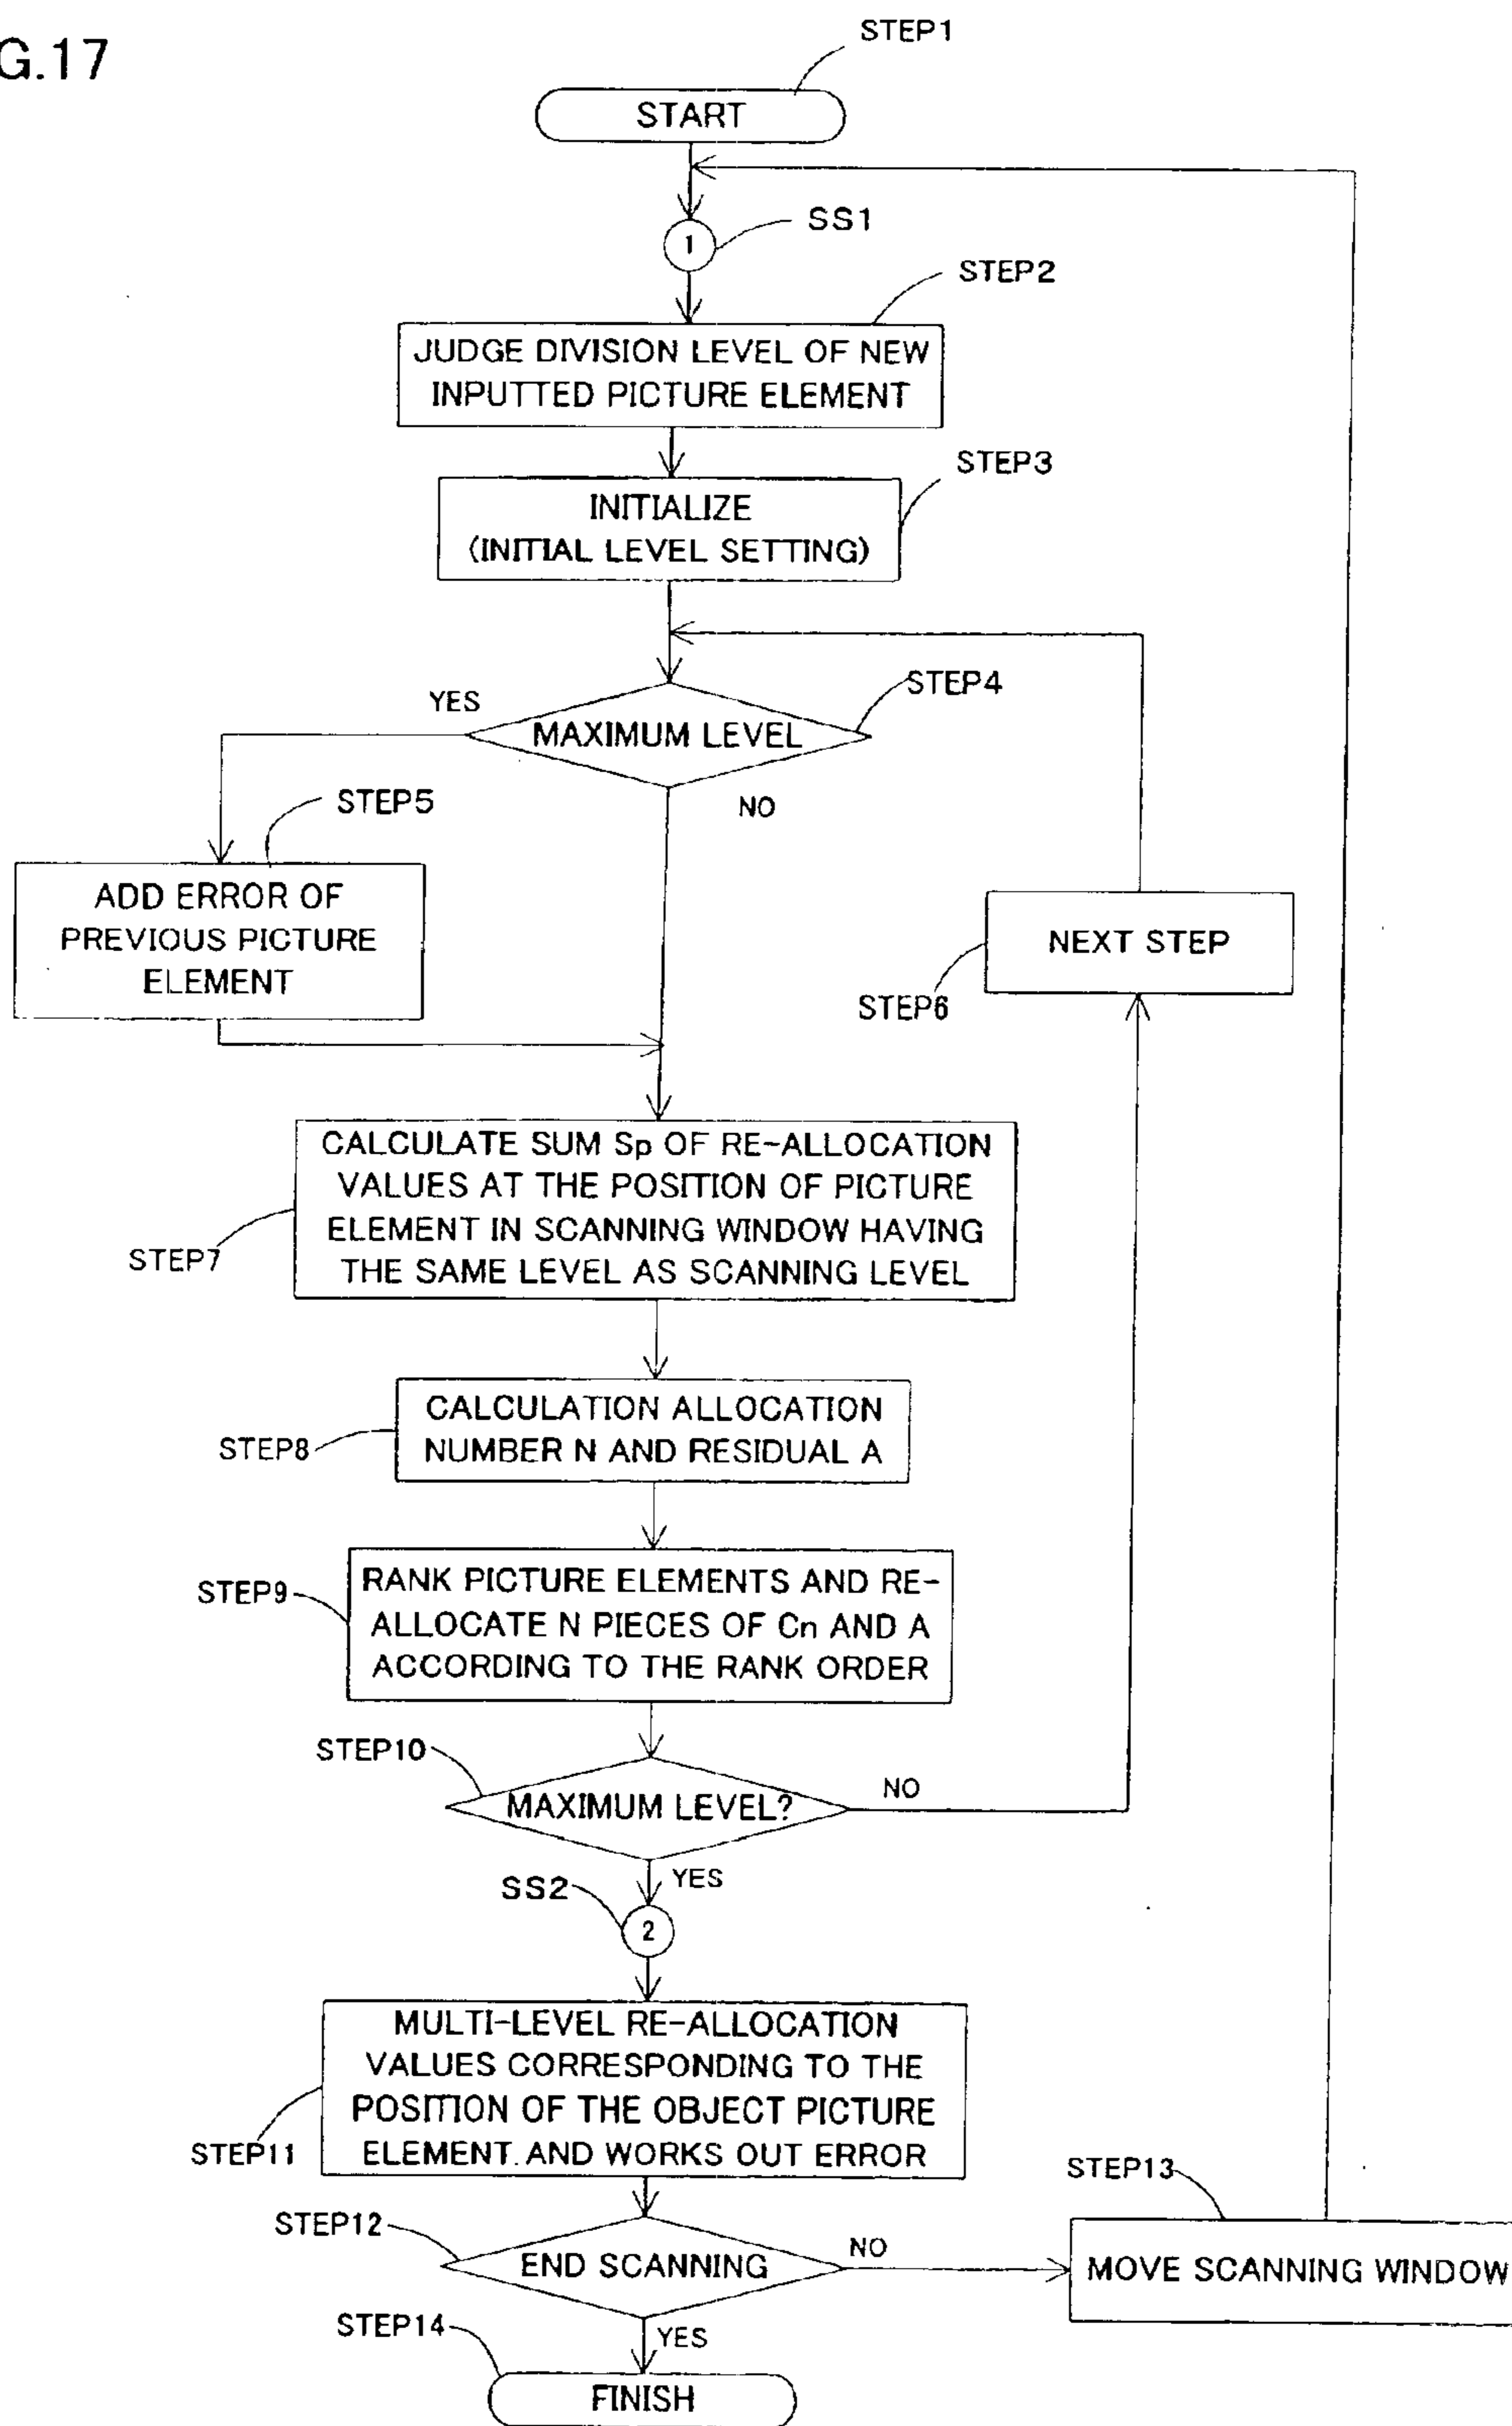 G.17
STEP1
START
1
SS1
STEP2
JUDGE DIVISION LEVEL OF NEW
INPUTTED PICTURE ELEMENT
STEP3
INITIALIZE
(INITIAL LEVEL SETTING)
STEP4
YES
MAXIMUM LEVEL
NO
STEP5
ADD ERROR OF
PREVIOUS PICTURE
ELEMENT
NEXT STEP
STEP6
CALCULATE SUM Sp OF RE-ALLOCATION
VALUES AT THE POSITION OF PICTURE
ELEMENT IN SCANNING WINDOW HAVING
THE SAME LEVEL AS SCANNING LEVEL
STEP7
CALCULATION ALLOCATION
NUMBER N AND RESIDUAL A
STEP8
RANK PICTURE ELEMENTS AND RE-
ALLOCATE N PIECES OF Cn AND A
ACCORDING TO THE RANK ORDER
STEP9
STEP10
MAXIMUM LEVEL?
NO
YES
SS2
2
MULTI-LEVEL RE-ALLOCATION
VALUES CORRESPONDING TO THE
POSITION OF THE OBJECT PICTURE
ELEMENT. AND WORKS OUT ERROR
STEP11
STEP12
END SCANNING
NO
STEP13
MOVE SCANNING WINDOW
YES
STEP14
FINISH